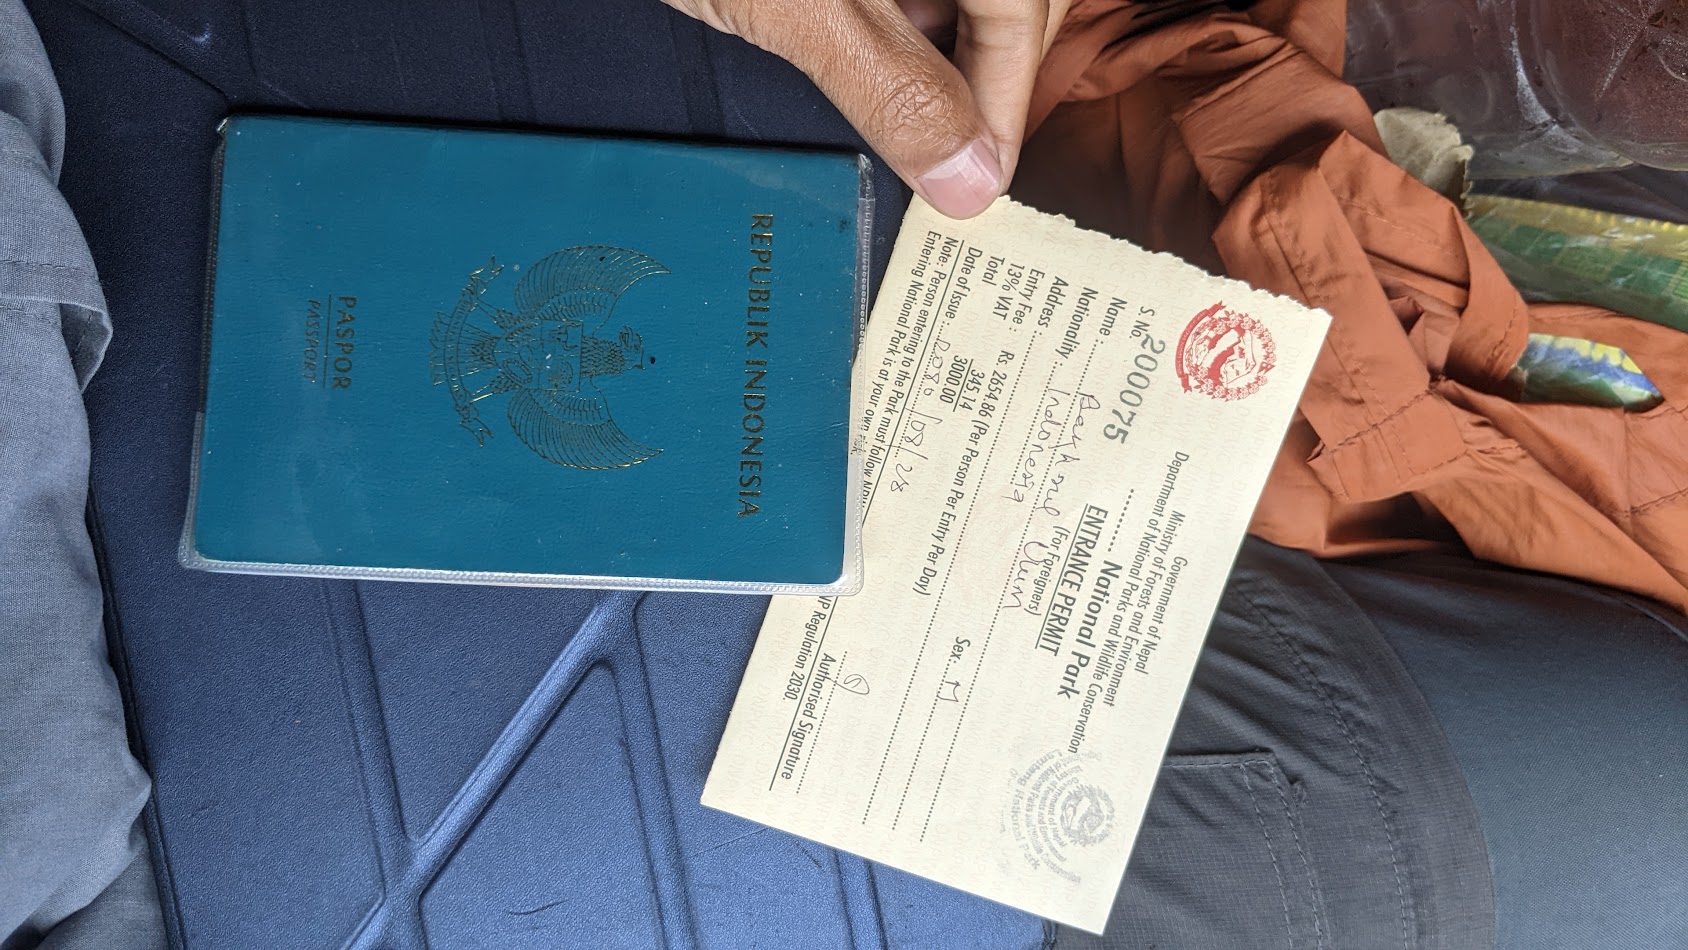 REPUBLIK INDONESIA
PASPOR
PASSPORT
Government of Nepal
Ministry of Forests and Environment
Department of National Parks and Wildlife Conservation
S. No. 200075
............ National Park
ENTRANCE PERMIT
(For Foreigners)
Name :
Nationality : Indonesia
Sex: M
Address :
Entry Fee : Rs. 2654.86 (Per Person Per Entry Per Day)
13% VAT 345.14
Total 3000.00
Date of Issue 2080/08/28
Authorised Signature
Note: Person entering to the Park must follow
NP Regulation 2030.
Entering National Park is at your own risk.
Government of Nepal
Langtang National Park